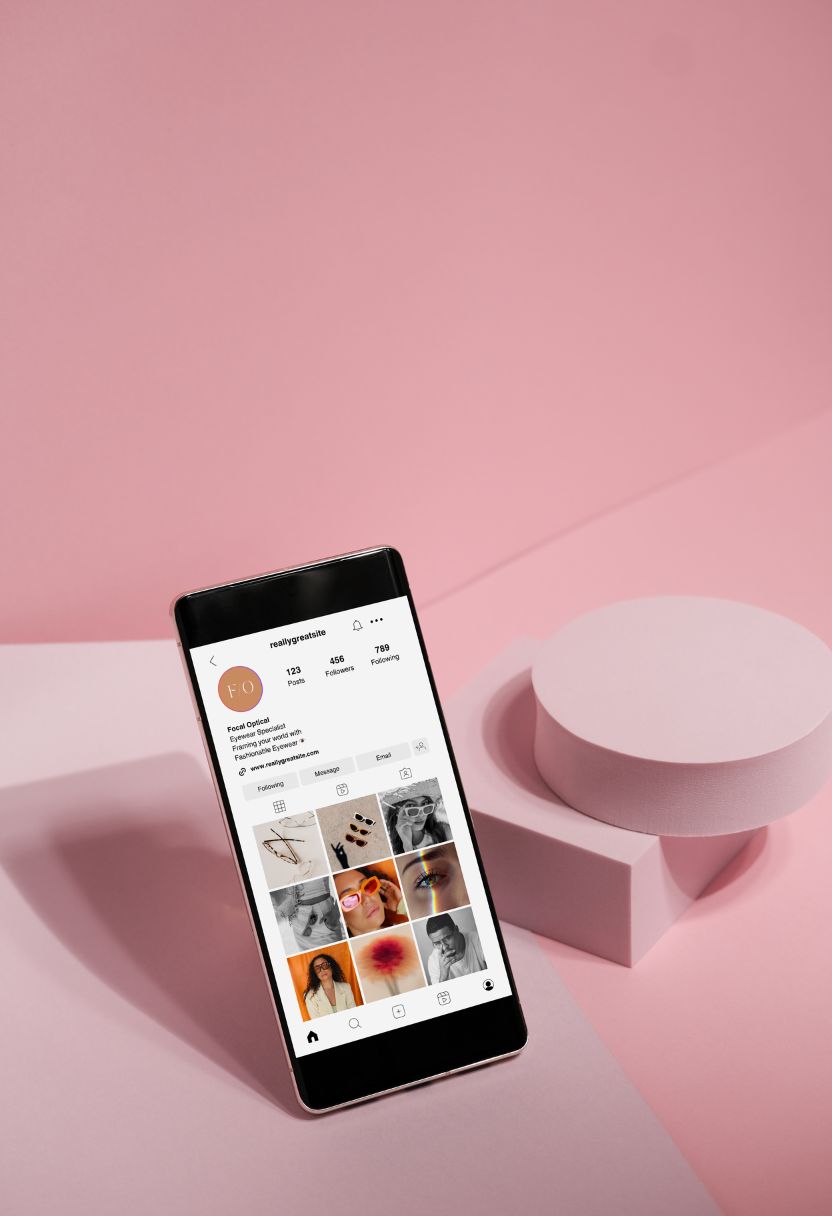 reallygreatsite
F O
123
Posts
456
Followers
789
Following
Focal Optical
Eyewear Specialist
Framing your world with
Fashionable Eyewear
www.reallygreatsite.com
Following
Message
Email